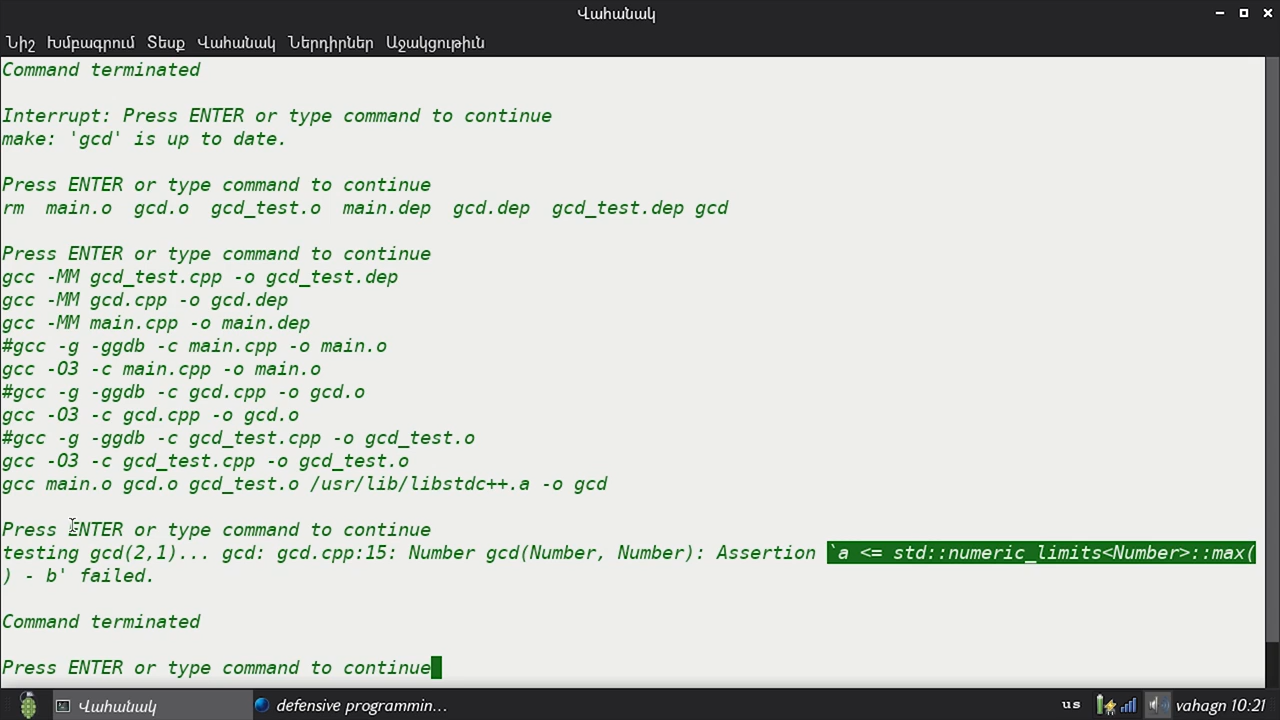 Վահանակ
Նիշ Խմբագրում Տեսք Վահանակ Ներդիրներ Աջակցութիւն
Command terminated
Interrupt: Press ENTER or type command to continue
make: 'gcd' is up to date.
Press ENTER or type command to continue
rm  main.o  gcd.o  gcd_test.o  main.dep  gcd.dep  gcd_test.dep gcd
Press ENTER or type command to continue
gcc -MM gcd_test.cpp -o gcd_test.dep
gcc -MM gcd.cpp -o gcd.dep
gcc -MM main.cpp -o main.dep
#gcc -g -ggdb -c main.cpp -o main.o
gcc -O3 -c main.cpp -o main.o
#gcc -g -ggdb -c gcd.cpp -o gcd.o
gcc -O3 -c gcd.cpp -o gcd.o
#gcc -g -ggdb -c gcd_test.cpp -o gcd_test.o
gcc -O3 -c gcd_test.cpp -o gcd_test.o
gcc main.o gcd.o gcd_test.o /usr/lib/libstdc++.a -o gcd
Press ENTER or type command to continue
testing gcd(2,1)... gcd: gcd.cpp:15: Number gcd(Number, Number): Assertion `a <= std::numeric_limits<Number>::max(
) - b' failed.
Command terminated
Press ENTER or type command to continue
Վահանակ defensive programmin... us vahagn 10:21